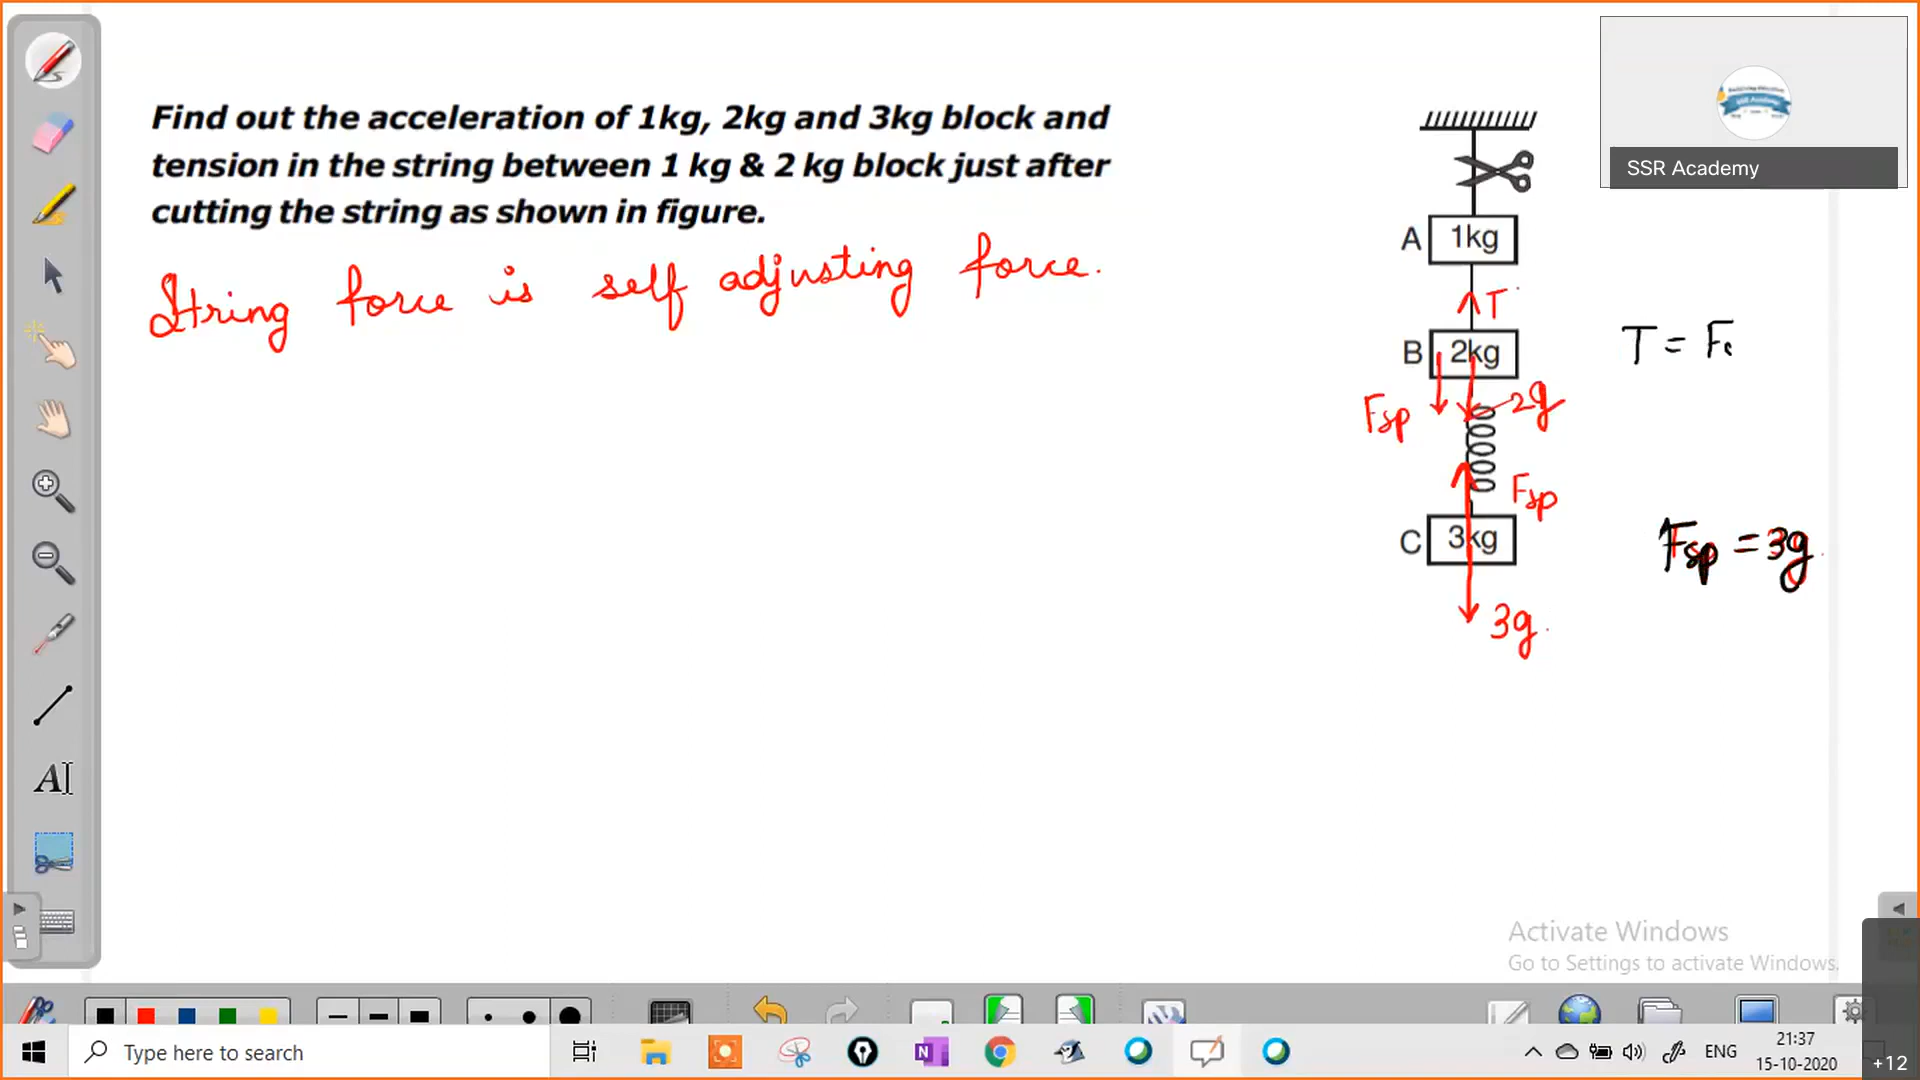 Find out the acceleration of 1kg, 2kg and 3kg block and
tension in the string between 1 kg & 2 kg block just after
cutting the string as shown in figure.
String force is self adjusting force.
SSR Academy
A 1kg
T
B 2kg
T = F
Fsp
2g
Fsp
C 3kg
Fsp = 3g
3g
Activate Windows
Go to Settings to activate Windows.
Type here to search
ENG
21:37
15-10-2020
+12